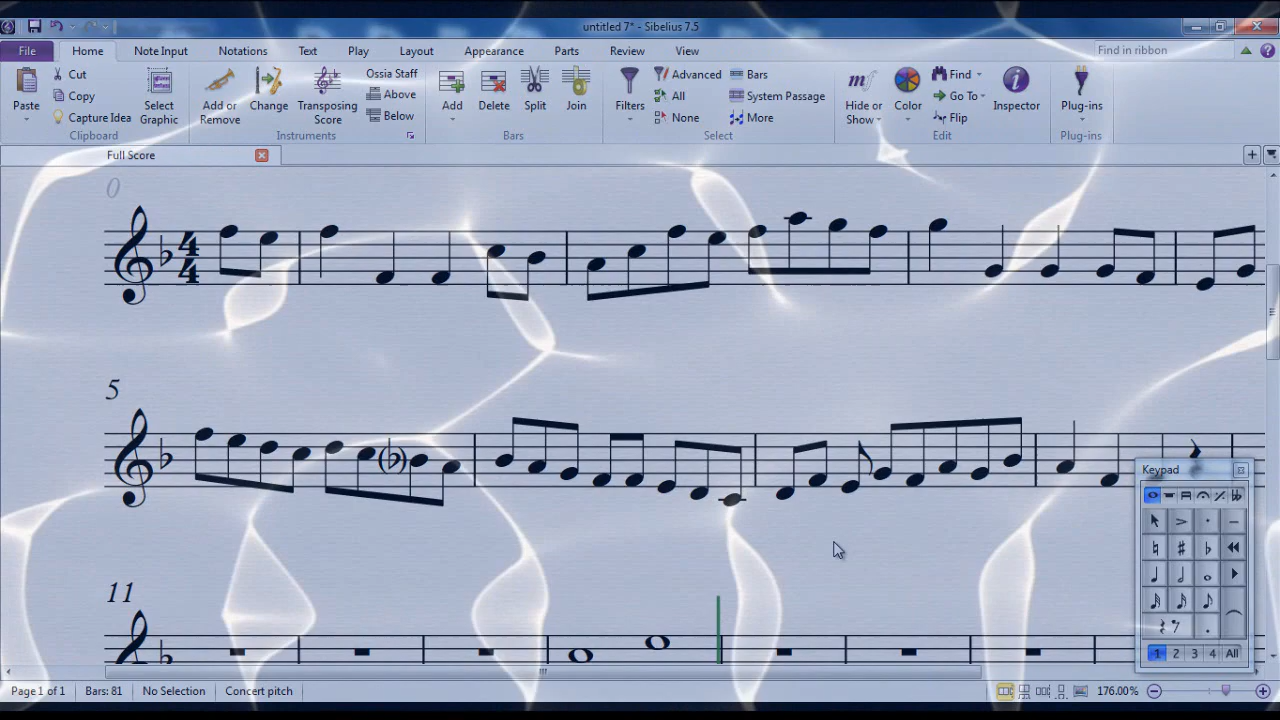 untitled 7* - Sibelius 7.5
File Home Note Input Notations Text Play Layout Appearance Parts Review View Find in ribbon
Paste Cut Copy Capture Idea Select Graphic Clipboard
Add or Remove Change Transposing Score Ossia Staff Above Below Instruments
Add Delete Split Join Bars
Filters Advanced All None Bars System Passage More Select
Hide or Show Color Find Go To Flip Inspector Edit
Plug-ins Plug-ins
Full Score
0
4
4
5
11
Keypad
1 2 3 4 All
Page 1 of 1 Bars: 81 No Selection Concert pitch 176.00%